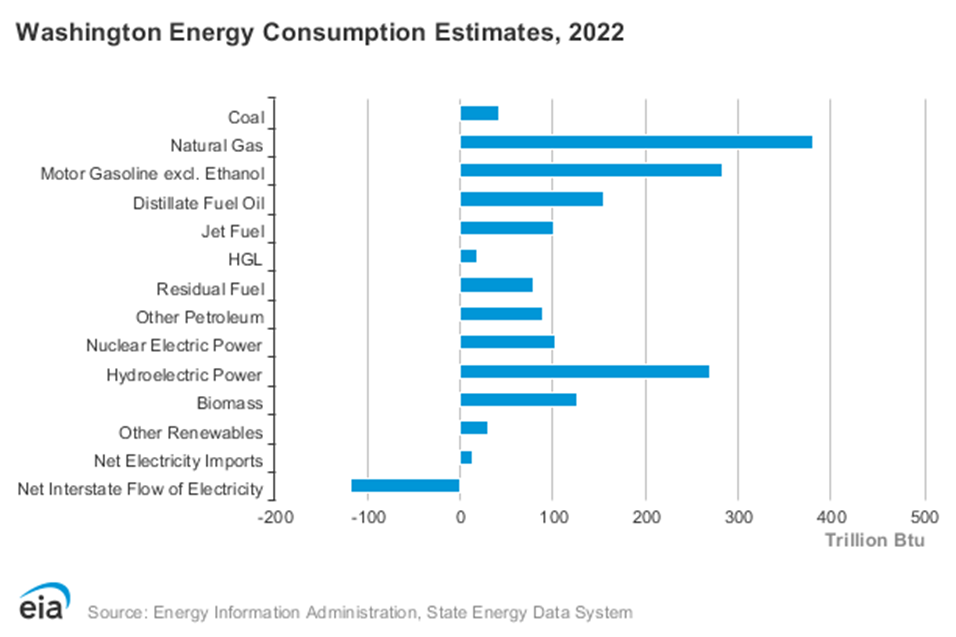 Washington Energy Consumption Estimates, 2022
Coal
Natural Gas
Motor Gasoline excl. Ethanol
Distillate Fuel Oil
Jet Fuel
HGL
Residual Fuel
Other Petroleum
Nuclear Electric Power
Hydroelectric Power
Biomass
Other Renewables
Net Electricity Imports
Net Interstate Flow of Electricity
-200 -100 0 100 200 300 400 500
Trillion Btu
eia Source: Energy Information Administration, State Energy Data System